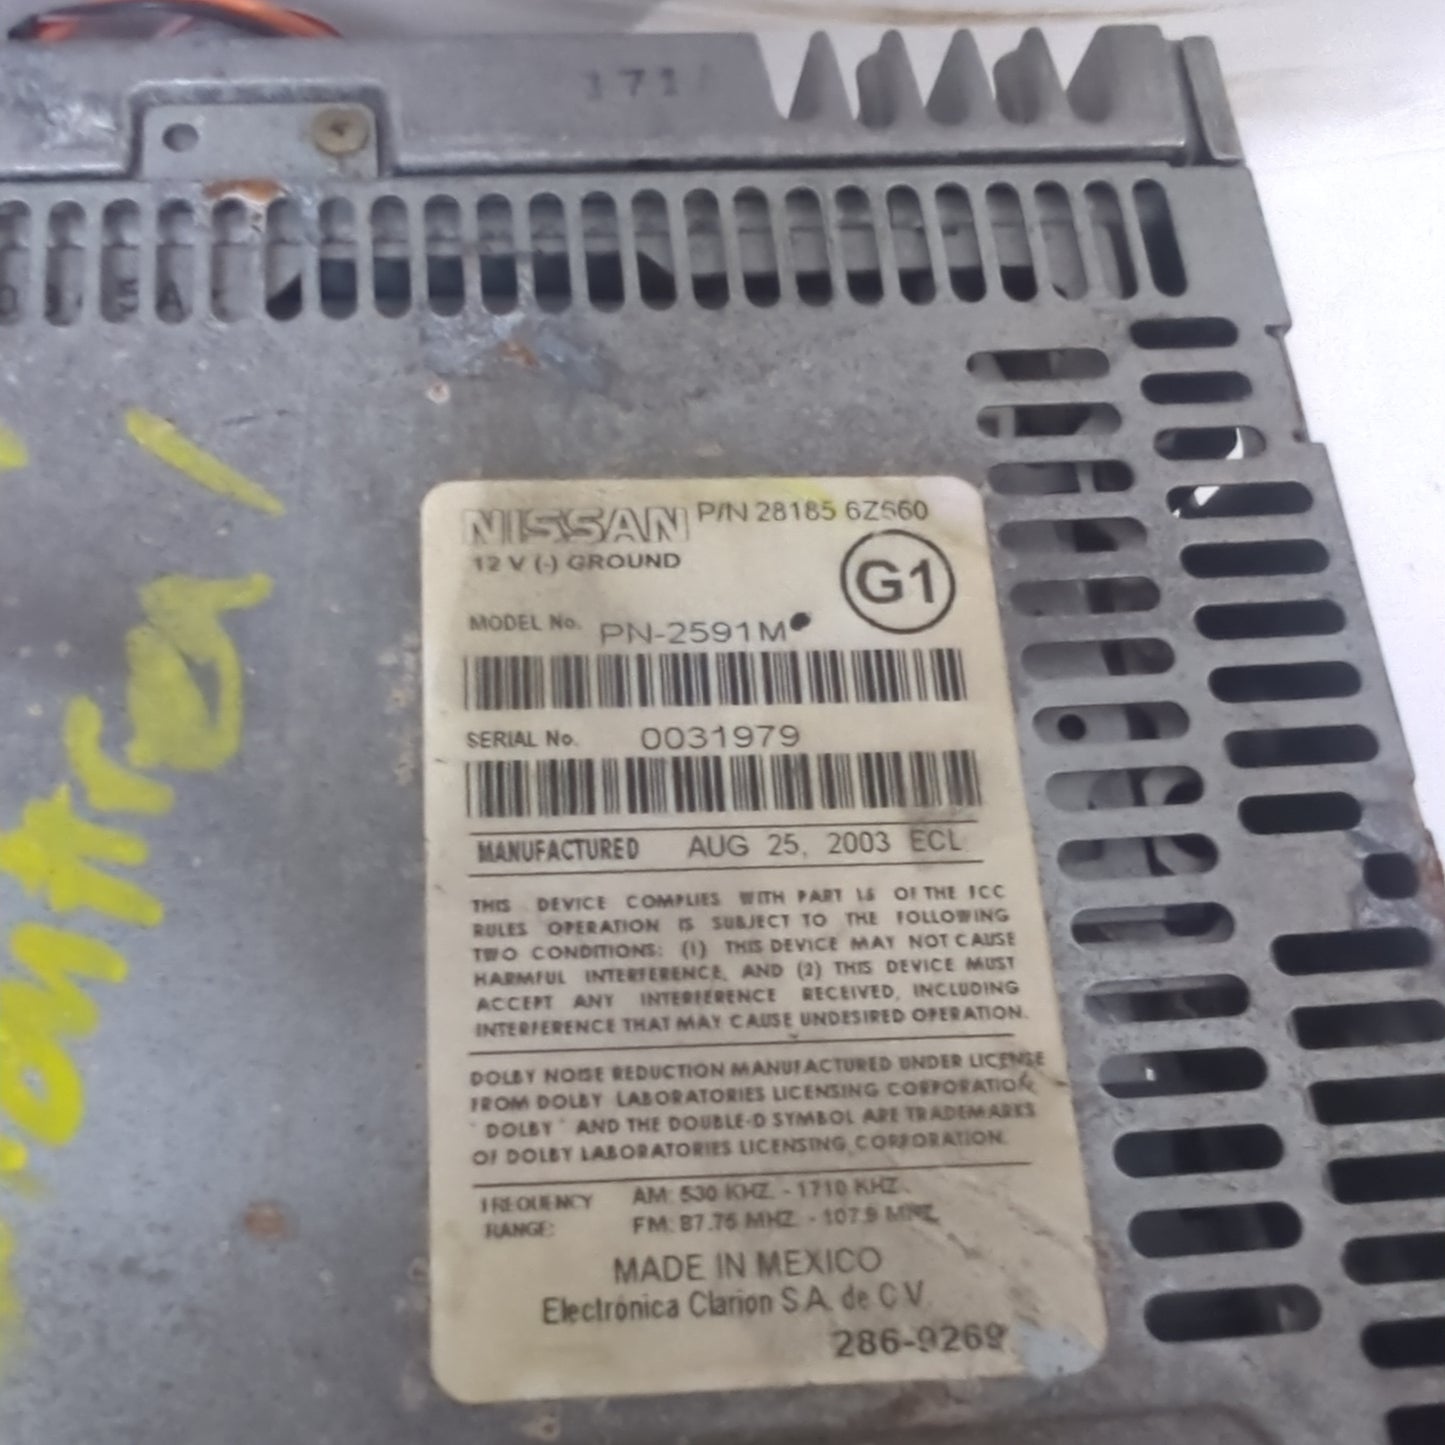 171
NISSAN P/N 28185 6Z660
12 V (-) GROUND
G1
MODEL No. PN-2591M
SERIAL No. 0031979
MANUFACTURED AUG 25, 2003 ECL
THIS DEVICE COMPLIES WITH PART 15 OF THE FCC
RULES OPERATION IS SUBJECT TO THE FOLLOWING
TWO CONDITIONS: (1) THIS DEVICE MAY NOT CAUSE
HARMFUL INTERFERENCE, AND (2) THIS DEVICE MUST
ACCEPT ANY INTERFERENCE RECEIVED, INCLUDING
INTERFERENCE THAT MAY CAUSE UNDESIRED OPERATION.
DOLBY NOISE REDUCTION MANUFACTURED UNDER LICENSE
FROM DOLBY LABORATORIES LICENSING CORPORATION
"DOLBY" AND THE DOUBLE-D SYMBOL ARE TRADEMARKS
OF DOLBY LABORATORIES LICENSING CORPORATION.
FREQUENCY AM: 530 KHZ. - 1710 KHZ.
RANGE: FM: 87.75 MHZ. - 107.9 MHZ.
MADE IN MEXICO
Electrónica Clarion S.A. de C.V.
286-9269